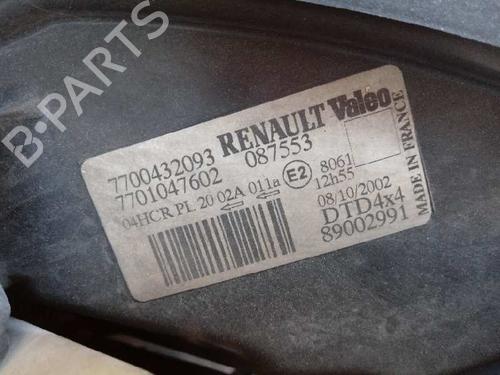 B-PARTS
RENAULT Valeo
7700432093 087553
7701047602
04HCR PL 20 02A 011a E2 8061
12h55
08/10/2002
DTD4x4
89002991
MADE IN FRANCE